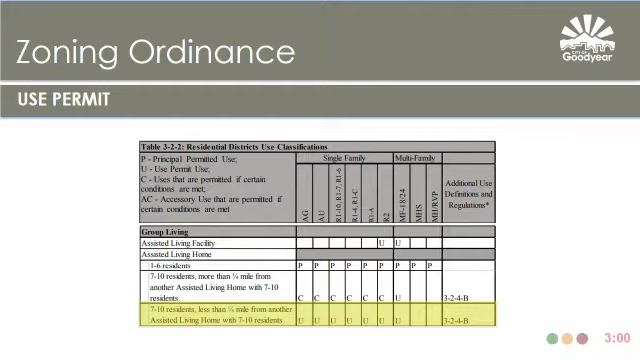 Zoning Ordinance
CITY OF
Goodyear
USE PERMIT
Table 3-2-2: Residential Districts Use Classifications
P - Principal Permitted Use;
U - Use Permit Use;
C - Uses that are permitted if certain
conditions are met;
AC - Accessory Use that are permitted if
certain conditions are met
Single Family
Multi-Family
AG
AU
R1-10, R1-7, R1-6
R1-4, R1-C
R1-A
R2
MF-18/24
MHS
MH/RVP
Additional Use
Definitions and
Regulations*
Group Living
Assisted Living Facility U U
Assisted Living Home
1-6 residents P P P P P P P P P
7-10 residents, more than ¼ mile from
another Assisted Living Home with 7-10
residents. C C C C C C U 3-2-4-B
7-10 residents, less than ¼ mile from another
Assisted Living Home with 7-10 residents U U U U U U U 3-2-4-B
3:00